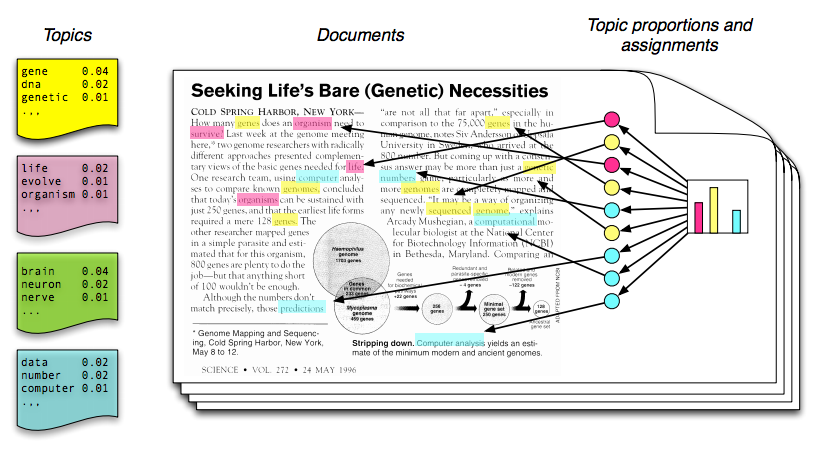 Topics
Documents
Topic proportions and
assignments
gene 0.04
dna 0.02
genetic 0.01
...
life 0.02
evolve 0.01
organism 0.01
...
brain 0.04
neuron 0.02
nerve 0.01
...
data 0.02
number 0.02
computer 0.01
...
Seeking Life's Bare (Genetic) Necessities
COLD SPRING HARBOR, NEW YORK—
How many genes does an organism need to
survive? Last week at the genome meeting
here,* two genome researchers with radically
different approaches presented complemen-
tary views of the basic genes needed for life.
One research team, using computer analy-
ses to compare known genomes, concluded
that today's organisms can be sustained with
just 250 genes, and that the earliest life forms
required a mere 128 genes. The
other researcher mapped genes
in a simple parasite and esti-
mated that for this organism,
800 genes are plenty to do the
job—but that anything short
of 100 wouldn't be enough.
Although the numbers don't
match precisely, those predictions
* Genome Mapping and Sequenc-
ing, Cold Spring Harbor, New York,
May 8 to 12.
"are not all that far apart," especially in
comparison to the 75,000 genes in the hu-
man genome, notes Siv Andersson
University in Sweden, who arrived at the
800 number. But coming up with a consen-
sus answer may be more than just a genetic
numbers game, particularly as more and
more genomes are completely mapped and
sequenced. "It may be a way of organizing
any newly sequenced genome," explains
Arcady Mushegian, a computational mo-
lecular biologist at the National Center
for Biotechnology Information (NCBI)
in Bethesda, Maryland. Comparing an
Haemophilus
genome
1703 genes
Genes
in common
233 genes
Mycoplasma
genome
469 genes
Genes
needed
for biochemical
pathways
+22 genes
256
genes
Redundant and
parasite-specific
genes removed
– 4 genes
Minimal
gene set
250 genes
genes
removed
–122 genes
128
genes
Ancestral
gene set
ADAPTED FROM NCBI
Stripping down. Computer analysis yields an esti-
mate of the minimum modern and ancient genomes.
SCIENCE • VOL. 272 • 24 MAY 1996